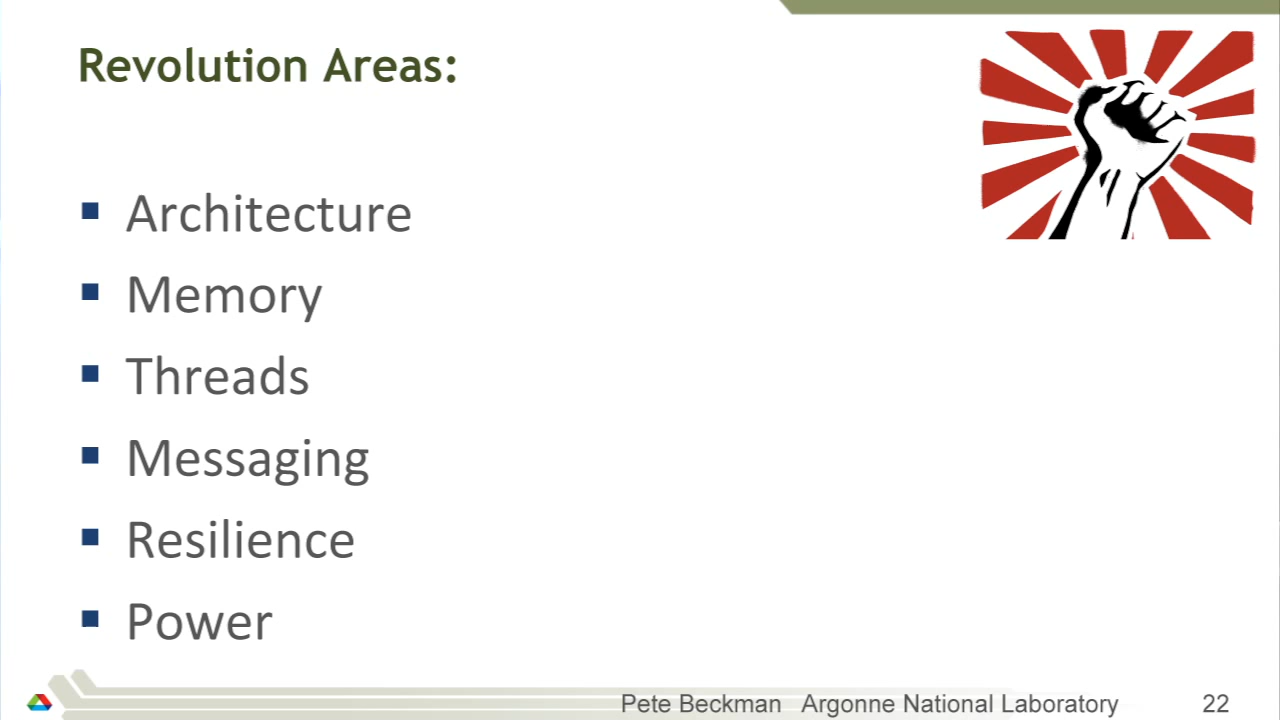 Revolution Areas:
Architecture
Memory
Threads
Messaging
Resilience
Power
Pete Beckman Argonne National Laboratory 22